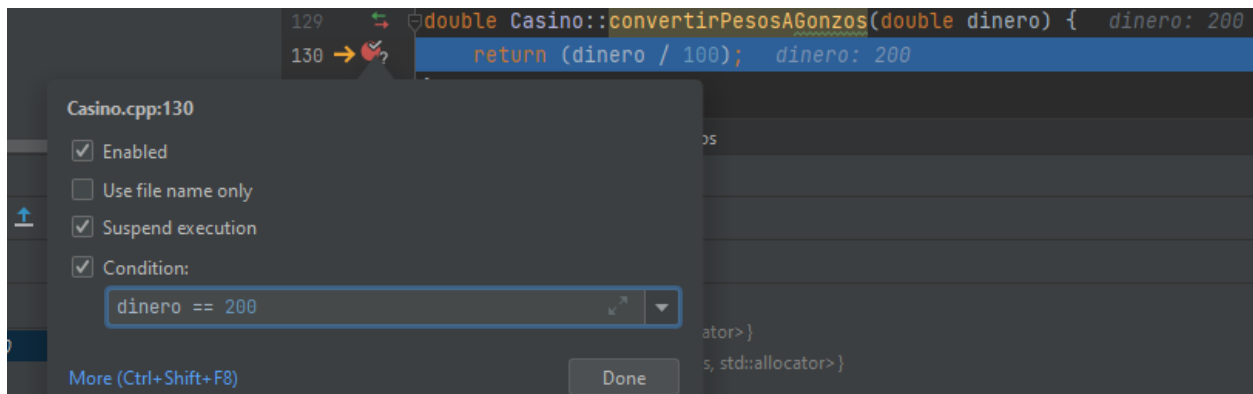 129 double Casino::convertirPesosAGonzos(double dinero) { dinero: 200
130 return (dinero / 100); dinero: 200
Casino.cpp:130
os
Enabled
Use file name only
Suspend execution
Condition:
dinero == 200
ator>}
s, std::allocator>}
More (Ctrl+Shift+F8)
Done